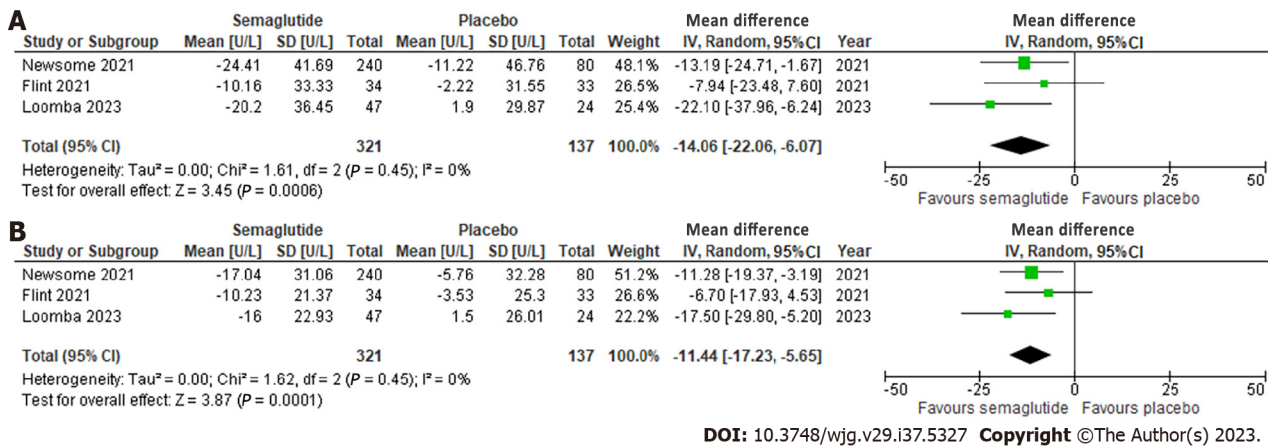 A
Semaglutide Placebo Mean difference Mean difference
Study or Subgroup Mean [U/L] SD [U/L] Total Mean [U/L] SD [U/L] Total Weight IV, Random, 95%CI Year IV, Random, 95% CI
Newsome 2021 -24.41 41.69 240 -11.22 46.76 80 48.1% -13.19 [-24.71, -1.67] 2021
Flint 2021 -10.16 33.33 34 -2.22 31.55 33 26.5% -7.94 [-23.48, 7.60] 2021
Loomba 2023 -20.2 36.45 47 1.9 29.87 24 25.4% -22.10 [-37.96, -6.24] 2023
Total (95% CI) 321 137 100.0% -14.06 [-22.06, -6.07]
Heterogeneity: Tau² = 0.00; Chi² = 1.61, df = 2 (P = 0.45); I² = 0%
Test for overall effect: Z = 3.45 (P = 0.0006)
-50 -25 0 25 50
Favours semaglutide Favours placebo
B
Semaglutide Placebo Mean difference Mean difference
Study or Subgroup Mean [U/L] SD [U/L] Total Mean [U/L] SD [U/L] Total Weight IV, Random, 95%CI Year IV, Random, 95% CI
Newsome 2021 -17.04 31.06 240 -5.76 32.28 80 51.2% -11.28 [-19.37, -3.19] 2021
Flint 2021 -10.23 21.37 34 -3.53 25.3 33 26.6% -6.70 [-17.93, 4.53] 2021
Loomba 2023 -16 22.93 47 1.5 26.01 24 22.2% -17.50 [-29.80, -5.20] 2023
Total (95% CI) 321 137 100.0% -11.44 [-17.23, -5.65]
Heterogeneity: Tau² = 0.00; Chi² = 1.62, df = 2 (P = 0.45); I² = 0%
Test for overall effect: Z = 3.87 (P = 0.0001)
-50 -25 0 25 50
Favours semaglutide Favours placebo
DOI: 10.3748/wjg.v29.i37.5327 Copyright ©The Author(s) 2023.